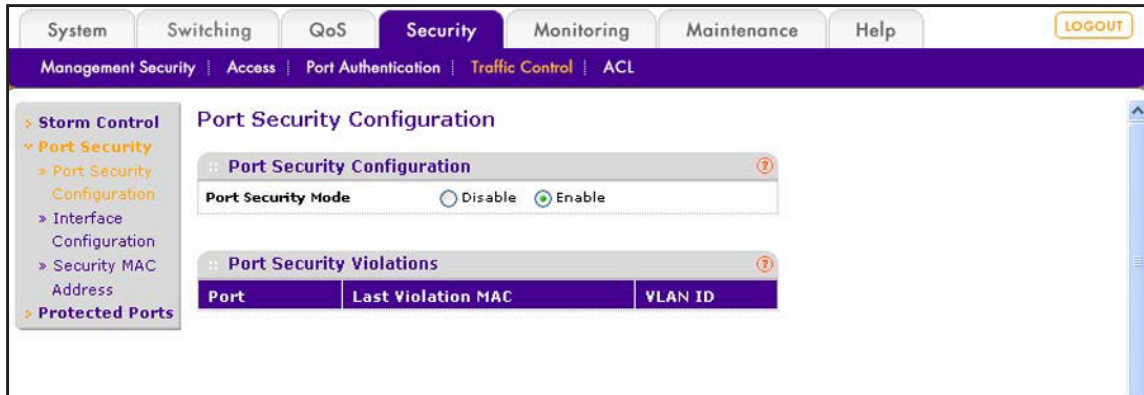 System Switching QoS Security Monitoring Maintenance Help LOGOUT
Management Security | Access | Port Authentication | Traffic Control | ACL
Storm Control
Port Security
» Port Security
Configuration
» Interface
Configuration
» Security MAC
Address
Protected Ports
Port Security Configuration
Port Security Configuration ?
Port Security Mode Disable Enable
Port Security Violations ?
Port Last Violation MAC VLAN ID